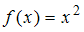 f(x) = x²